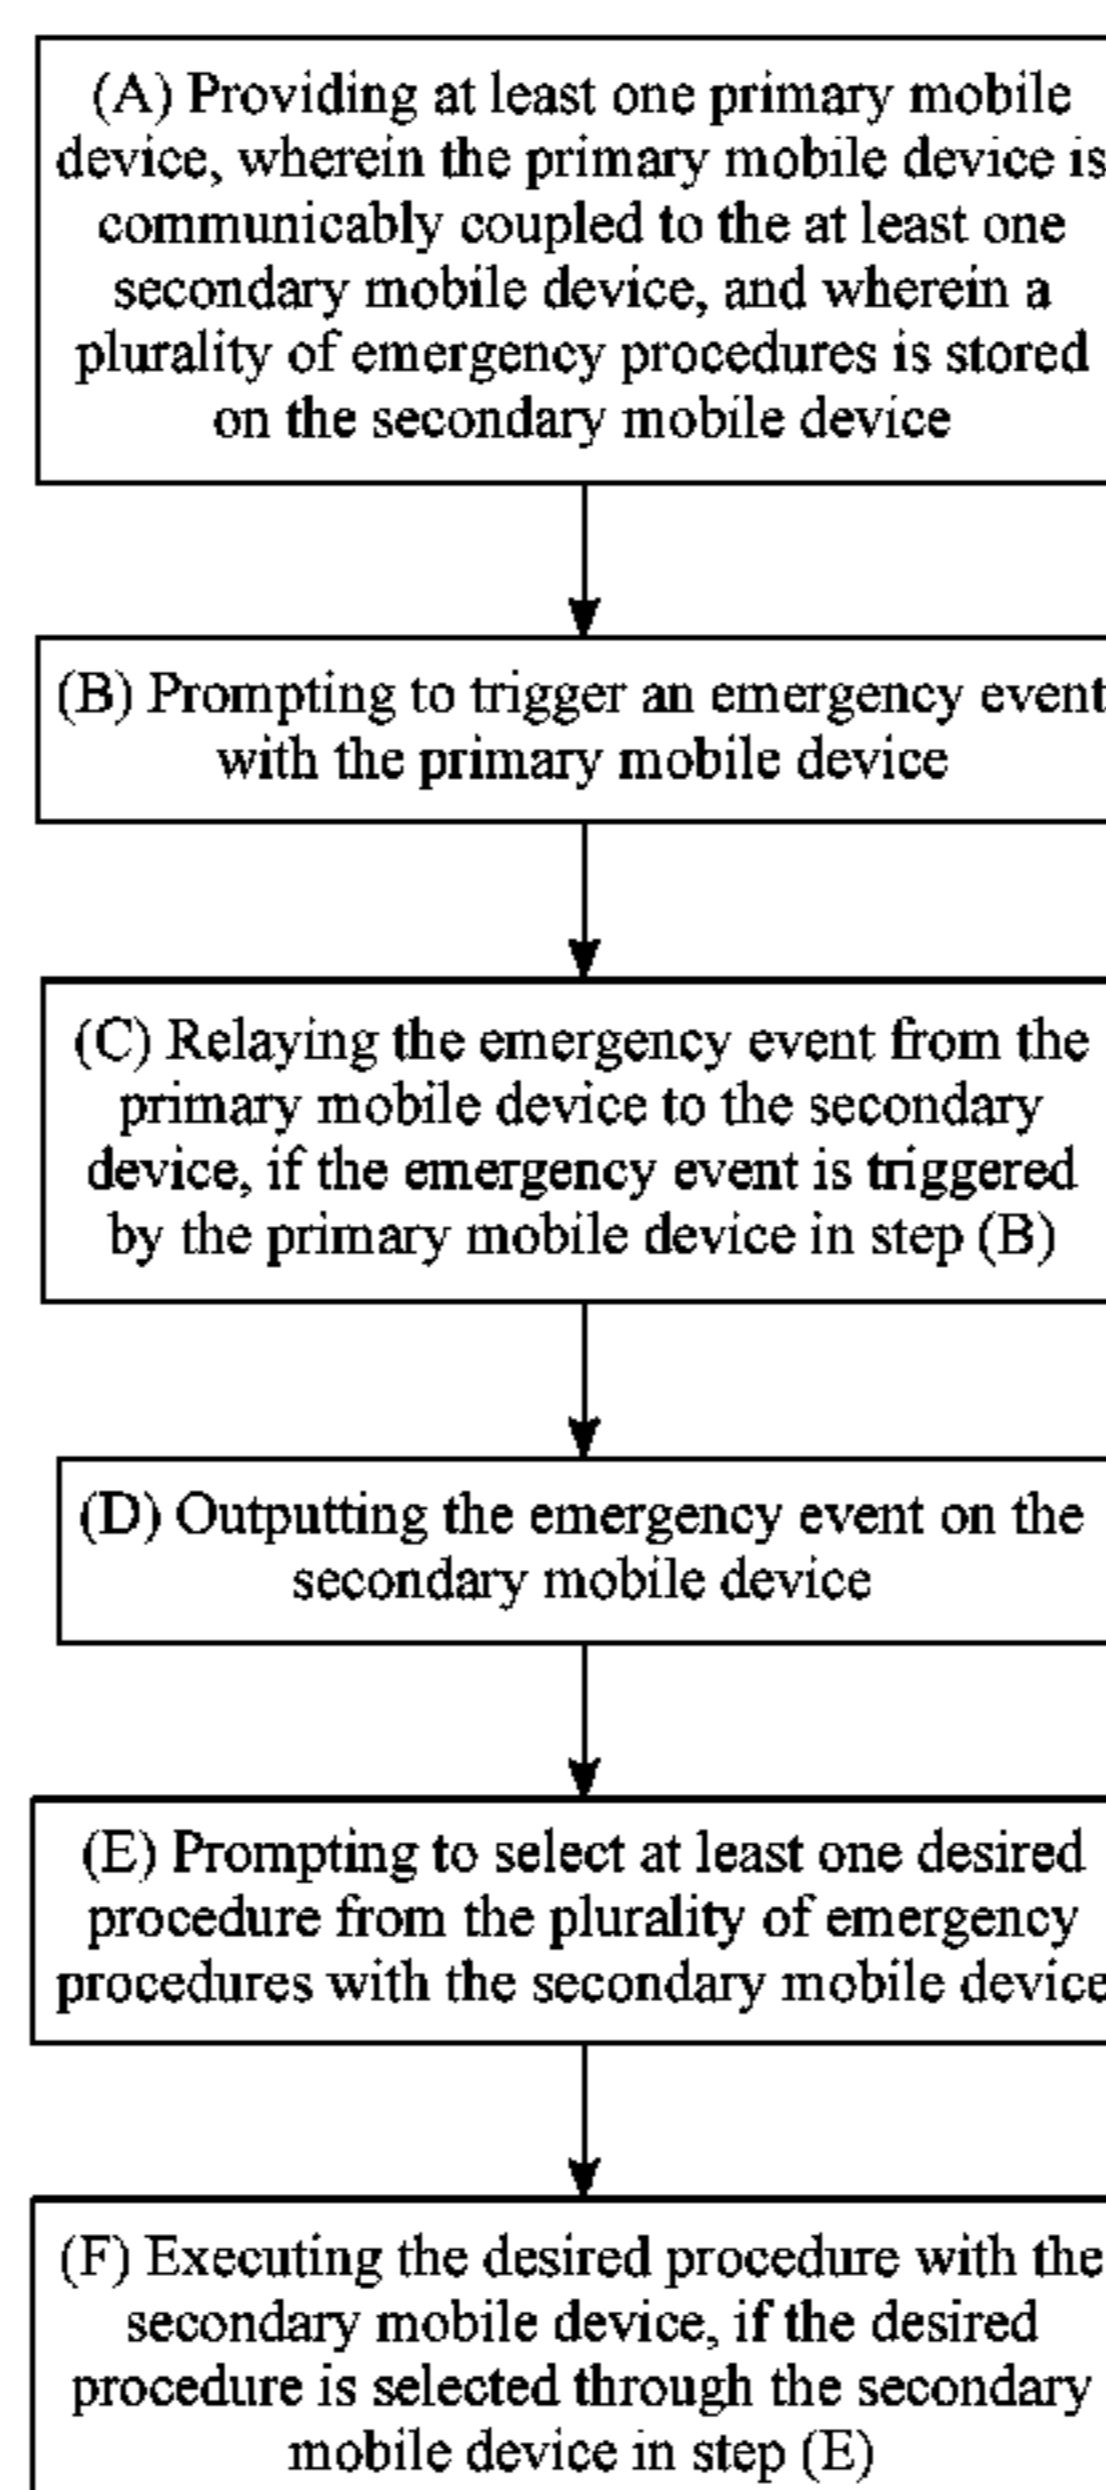 (A) Providing at least one primary mobile
device, wherein the primary mobile device is
communicably coupled to the at least one
secondary mobile device, and wherein a
plurality of emergency procedures is stored
on the secondary mobile device
(B) Prompting to trigger an emergency event
with the primary mobile device
(C) Relaying the emergency event from the
primary mobile device to the secondary
device, if the emergency event is triggered
by the primary mobile device in step (B)
(D) Outputting the emergency event on the
secondary mobile device
(E) Prompting to select at least one desired
procedure from the plurality of emergency
procedures with the secondary mobile device
(F) Executing the desired procedure with the
secondary mobile device, if the desired
procedure is selected through the secondary
mobile device in step (E)